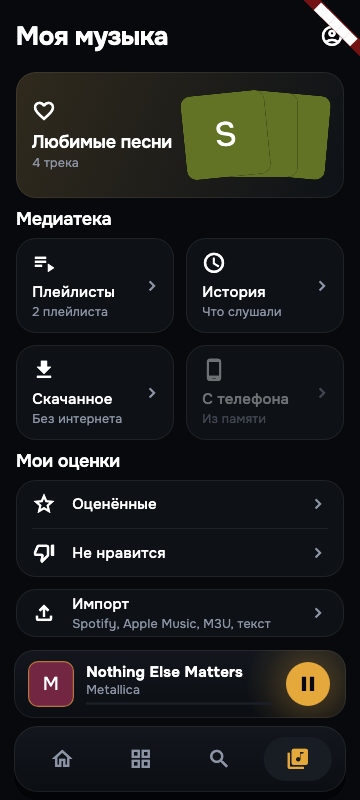 Моя музыка
Любимые песни
4 трека
S
Медиатека
Плейлисты
2 плейлиста
История
Что слушали
Скачанное
Без интернета
С телефона
Из памяти
Мои оценки
Оценённые
Не нравится
Импорт
Spotify, Apple Music, M3U, текст
M
Nothing Else Matters
Metallica